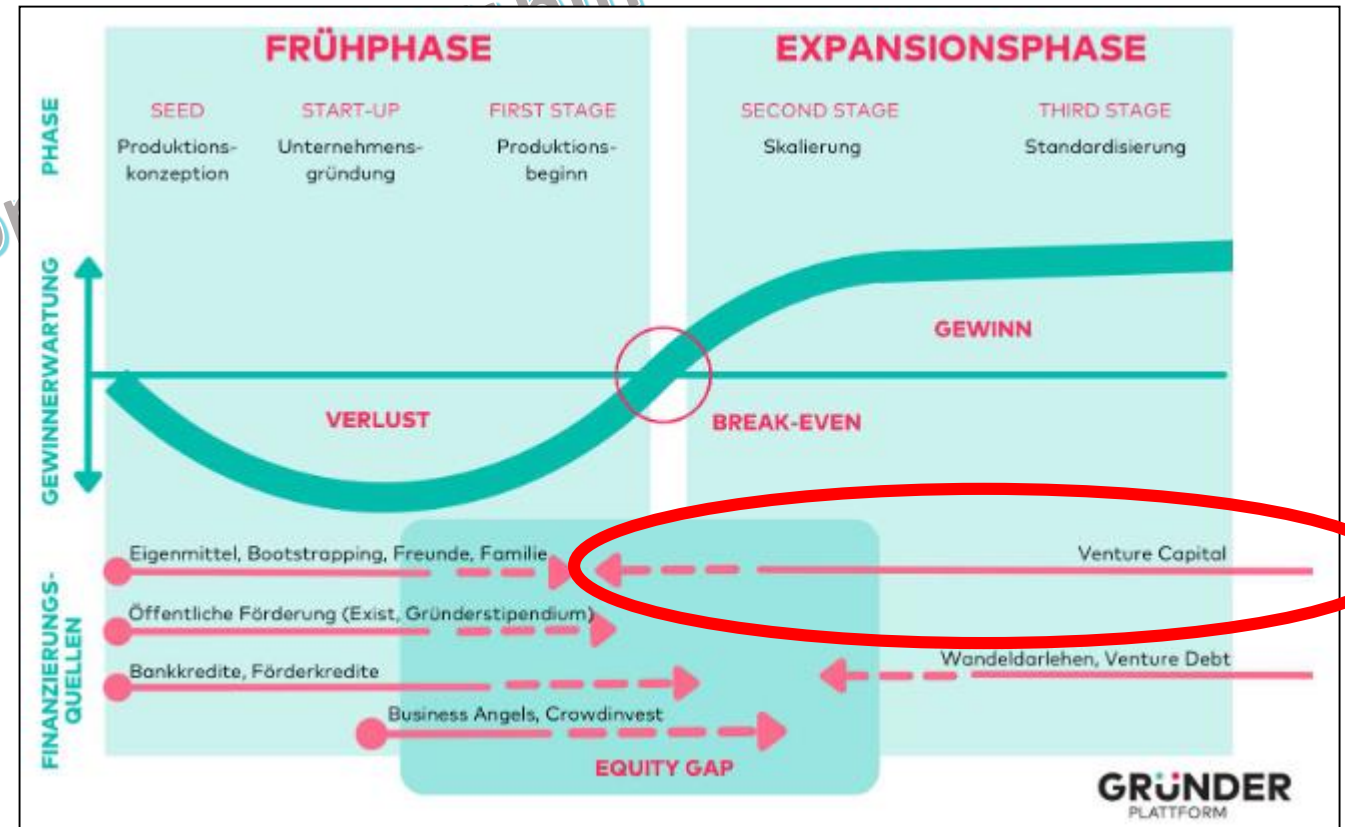 FRÜHPHASE
EXPANSIONSPHASE
PHASE
SEED
START-UP
FIRST STAGE
SECOND STAGE
THIRD STAGE
Produktions-
konzeption
Unternehmens-
gründung
Produktions-
beginn
Skalierung
Standardisierung
GEWINNERWARTUNG
GEWINN
VERLUST
BREAK-EVEN
FINANZIERUNGS-
QUELLEN
Eigenmittel, Bootstrapping, Freunde, Familie
Venture Capital
Öffentliche Förderung (Exist, Gründerstipendium)
Wandeldarlehen, Venture Debt
Bankkredite, Förderkredite
Business Angels, Crowdinvest
EQUITY GAP
GRÜNDER
PLATTFORM